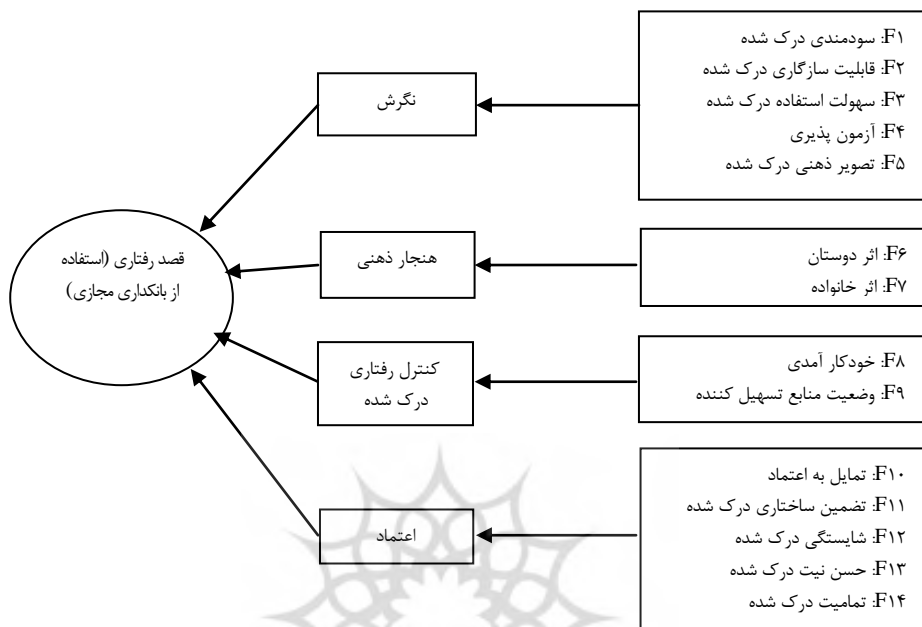 F۱: سودمندی درک شده
F۲: قابلیت سازگاری درک شده
F۳: سهولت استفاده درک شده
F۴: آزمون پذیری
F۵: تصویر ذهنی درک شده
نگرش
F۶: اثر دوستان
F۷: اثر خانواده
هنجار ذهنی
قصد رفتاری (استفاده
از بانکداری مجازی)
F۸: خودکار آمدی
F۹: وضعیت منابع تسهیل کننده
کنترل رفتاری
درک شده
F۱۰: تمایل به اعتماد
F۱۱: تضمین ساختاری درک شده
F۱۲: شایستگی درک شده
F۱۳: حسن نیت درک شده
F۱۴: تمامیت درک شده
اعتماد